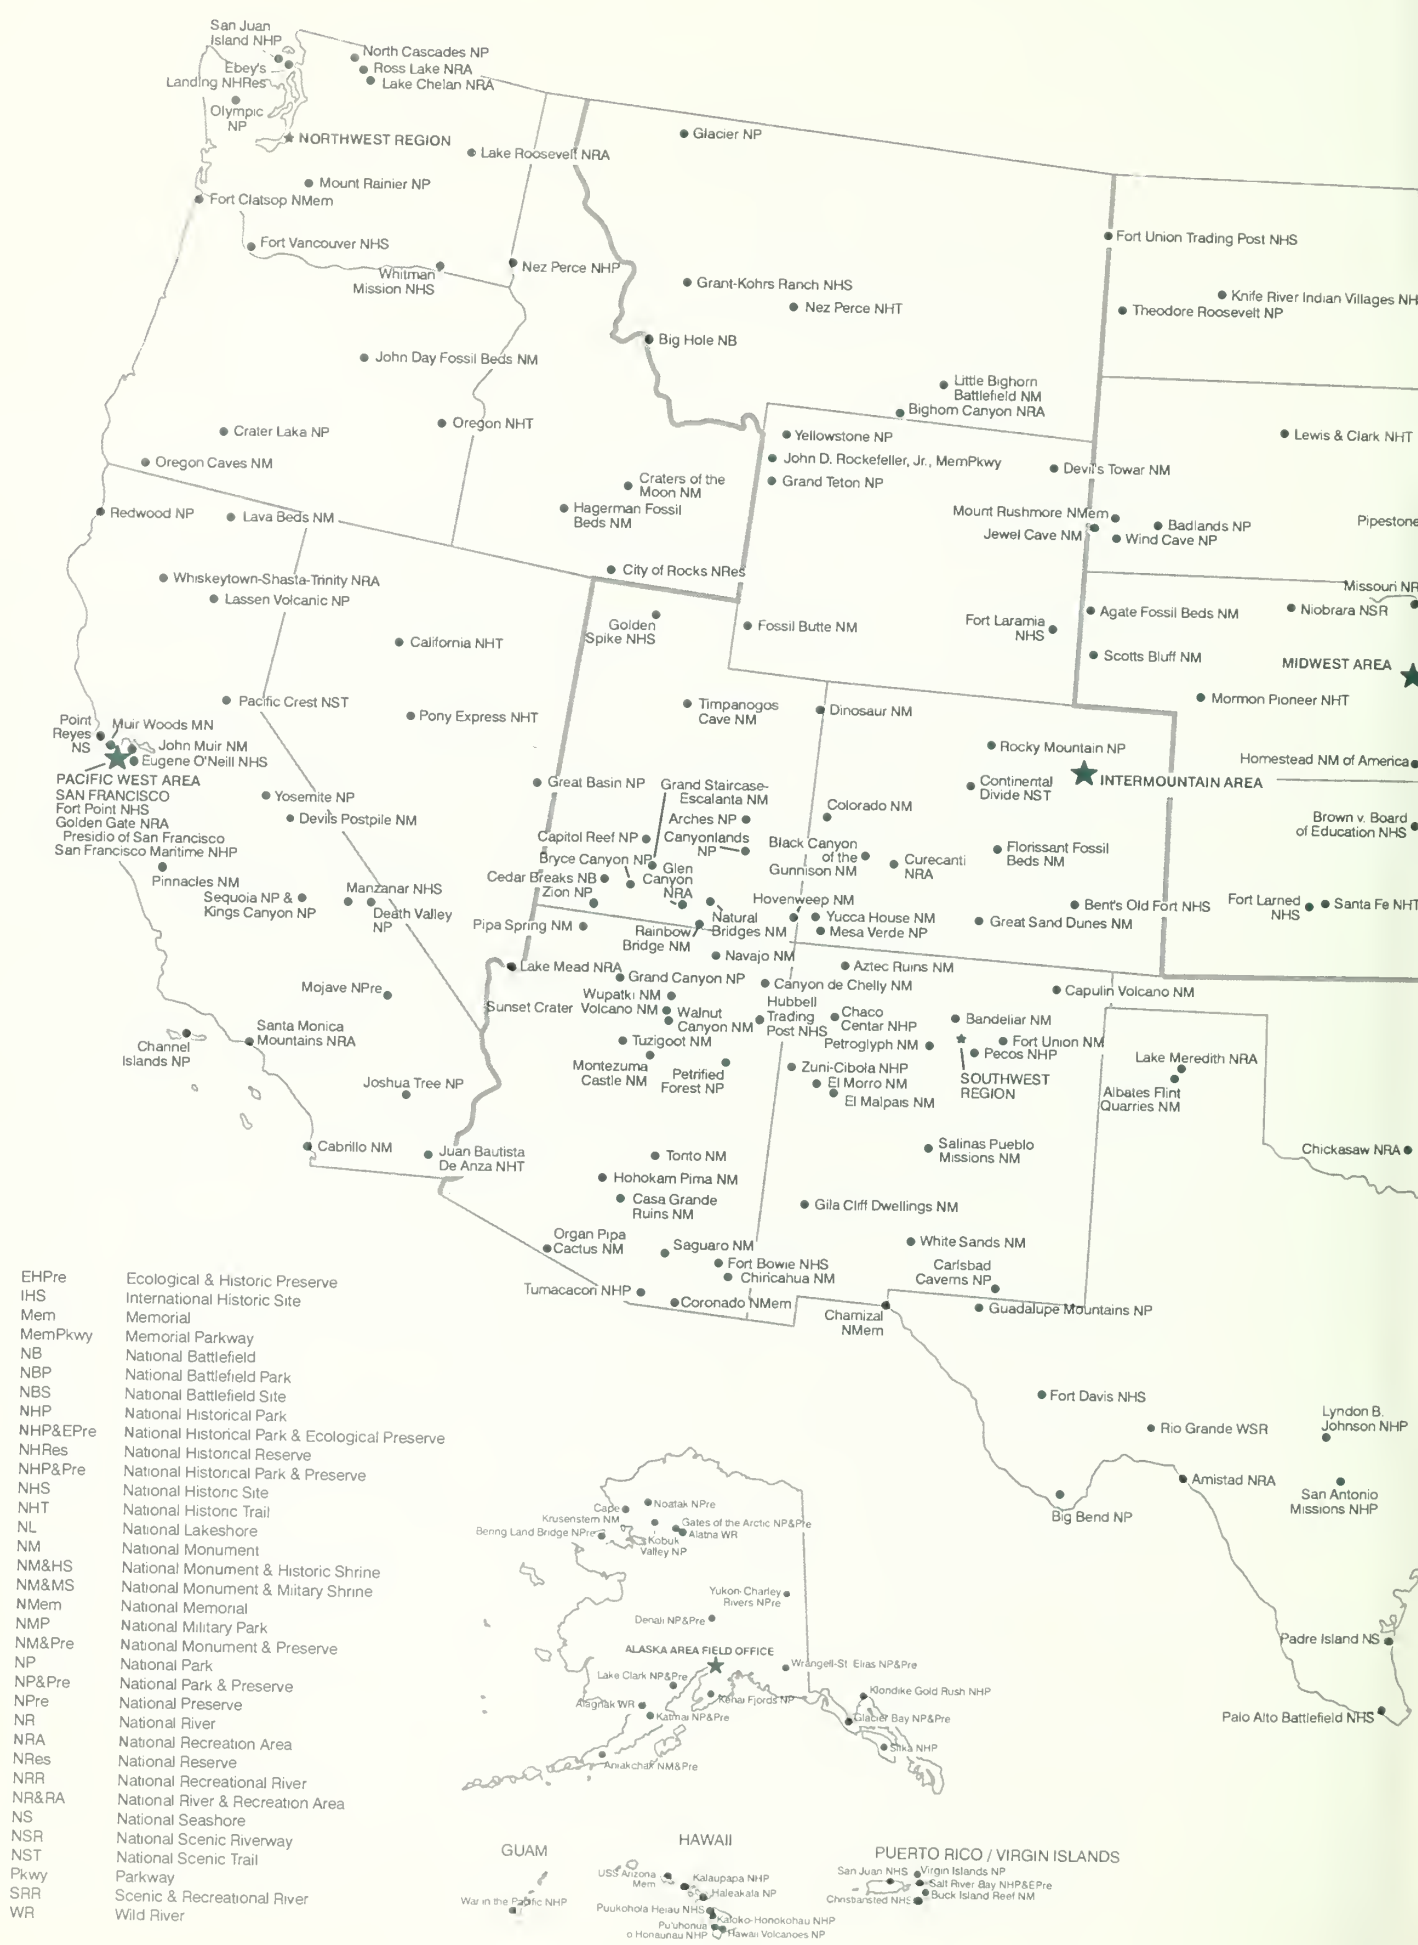 San Juan
Island NHP
Ebey's
Landing NHRes
Olympic
NP
North Cascades NP
Ross Lake NRA
Lake Chelan NRA
NORTHWEST REGION
Lake Roosevelt NRA
Mount Rainier NP
Fort Clatsop NMem
Fort Vancouver NHS
Whitman
Mission NHS
Nez Perce NHP
Glacier NP
Grant-Kohrs Ranch NHS
Nez Perce NHT
Big Hole NB
Fort Union Trading Post NHS
Knife River Indian Villages NH
Theodore Roosevelt NP
John Day Fossil Beds NM
Little Bighorn
Battlefield NM
Bighorn Canyon NRA
Crater Laka NP
Oregon NHT
Oregon Caves NM
Yellowstone NP
John D. Rockefeller, Jr., MemPkwy
Grand Teton NP
Lewis & Clark NHT
Devil's Towar NM
Craters of the
Moon NM
Hagerman Fossil
Beds NM
Redwood NP
Lava Beds NM
Mount Rushmore NMem
Jewel Cave NM
Badlands NP
Wind Cave NP
Pipestone
City of Rocks NRes
Whiskeytown-Shasta-Trinity NRA
Lassen Volcanic NP
Missouri NR
Agate Fossil Beds NM
Niobrara NSR
Golden
Spike NHS
Fossil Butte NM
Fort Laramia
NHS
California NHT
Scotts Bluff NM
MIDWEST AREA
Mormon Pioneer NHT
Pacific Crest NST
Pony Express NHT
Timpanogos
Cave NM
Dinosaur NM
Point
Reyes
NS
Muir Woods MN
John Muir NM
Eugene O'Neill NHS
PACIFIC WEST AREA
SAN FRANCISCO
Fort Point NHS
Golden Gate NRA
Presidio of San Francisco
San Francisco Maritime NHP
Rocky Mountain NP
INTERMOUNTAIN AREA
Continental
Divide NST
Homestead NM of America
Great Basin NP
Grand Staircase-
Escalanta NM
Yosemite NP
Devils Postpile NM
Colorado NM
Arches NP
Brown v. Board
of Education NHS
Capitol Reef NP
Canyonlands
NP
Black Canyon
of the
Gunnison NM
Curecanti
NRA
Florissant Fossil
Beds NM
Bryce Canyon NP
Glen
Canyon
NRA
Cedar Breaks NB
Zion NP
Pinnacles NM
Sequoia NP &
Kings Canyon NP
Manzanar NHS
Death Valley
NP
Hovenweep NM
Natural
Bridges NM
Yucca House NM
Mesa Verde NP
Bent's Old Fort NHS
Great Sand Dunes NM
Fort Larned
NHS
Santa Fe NHT
Pipa Spring NM
Rainbow
Bridge NM
Navajo NM
Lake Mead NRA
Grand Canyon NP
Aztec Ruins NM
Canyon de Chelly NM
Capulin Volcano NM
Mojave NPre
Wupatki NM
Sunset Crater Volcano NM
Walnut
Canyon NM
Hubbell
Trading
Post NHS
Chaco
Centar NHP
Bandeliar NM
Petroglyph NM
Fort Union NM
Pecos NHP
Channel
Islands NP
Santa Monica
Mountains NRA
Tuzigoot NM
Montezuma
Castle NM
Petrified
Forest NP
Zuni-Cibola NHP
El Morro NM
El Malpais NM
SOUTHWEST
REGION
Lake Meredith NRA
Albates Flint
Quarries NM
Joshua Tree NP
Cabrillo NM
Juan Bautista
De Anza NHT
Tonto NM
Salinas Pueblo
Missions NM
Chickasaw NRA
Hohokam Pima NM
Casa Grande
Ruins NM
Gila Cliff Dwellings NM
Organ Pipa
Cactus NM
Saguaro NM
Fort Bowie NHS
Chiricahua NM
White Sands NM
Carlsbad
Caverns NP
Tumacacori NHP
Coronado NMem
Chamizal
NMem
Guadalupe Mountains NP
Fort Davis NHS
Rio Grande WSR
Lyndon B.
Johnson NHP
Amistad NRA
San Antonio
Missions NHP
Big Bend NP
Padre Island NS
Palo Alto Battlefield NHS
EHPre Ecological & Historic Preserve
IHS International Historic Site
Mem Memorial
MemPkwy Memorial Parkway
NB National Battlefield
NBP National Battlefield Park
NBS National Battlefield Site
NHP National Historical Park
NHP&EPre National Historical Park & Ecological Preserve
NHRes National Historical Reserve
NHP&Pre National Historical Park & Preserve
NHS National Historic Site
NHT National Historic Trail
NL National Lakeshore
NM National Monument
NM&HS National Monument & Historic Shrine
NM&MS National Monument & Military Shrine
NMem National Memorial
NMP National Military Park
NM&Pre National Monument & Preserve
NP National Park
NP&Pre National Park & Preserve
NPre National Preserve
NR National River
NRA National Recreation Area
NRes National Reserve
NRR National Recreational River
NR&RA National River & Recreation Area
NS National Seashore
NSR National Scenic Riverway
NST National Scenic Trail
Pkwy Parkway
SRR Scenic & Recreational River
WR Wild River
Cape
Krusenstern NM
Noatak NPre
Bering Land Bridge NPre
Kobuk
Valley NP
Gates of the Arctic NP&Pre
Alatna WR
Yukon-Charley
Rivers NPre
Denali NP&Pre
ALASKA AREA FIELD OFFICE
Wrangell-St. Elias NP&Pre
Lake Clark NP&Pre
Kenai Fjords NP
Klondike Gold Rush NHP
Alagnak WR
Katmai NP&Pre
Glacier Bay NP&Pre
Sitka NHP
Aniakchak NM&Pre
GUAM
War in the Pacific NHP
HAWAII
USS Arizona
Mem
Kalaupapa NHP
Haleakala NP
Puukohola Heiau NHS
Kaloko-Honokohau NHP
Pu'uhonua
o Honaunau NHP
Hawaii Volcanoes NP
PUERTO RICO / VIRGIN ISLANDS
San Juan NHS
Virgin Islands NP
Salt River Bay NHP&EPre
Buck Island Reef NM
Christiansted NHS